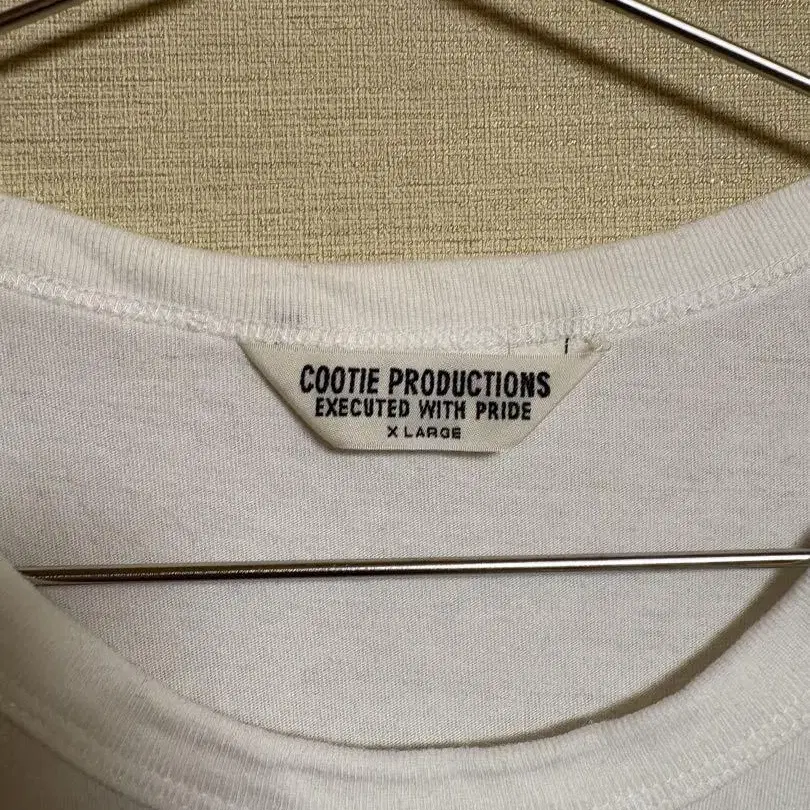 COOTIE PRODUCTIONS
EXECUTED WITH PRIDE
X LARGE